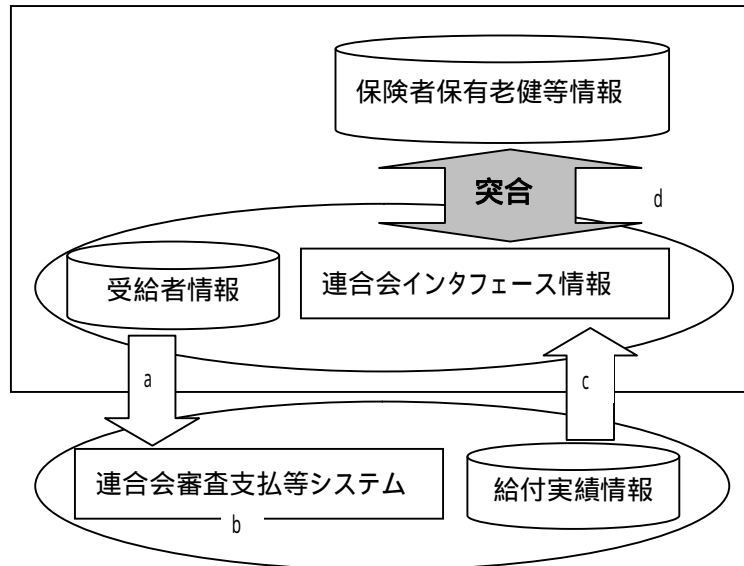 保険者保有老健等情報
突合
d
受給者情報
連合会インタフェース情報
a
c
連合会審査支払等システム
給付実績情報
b